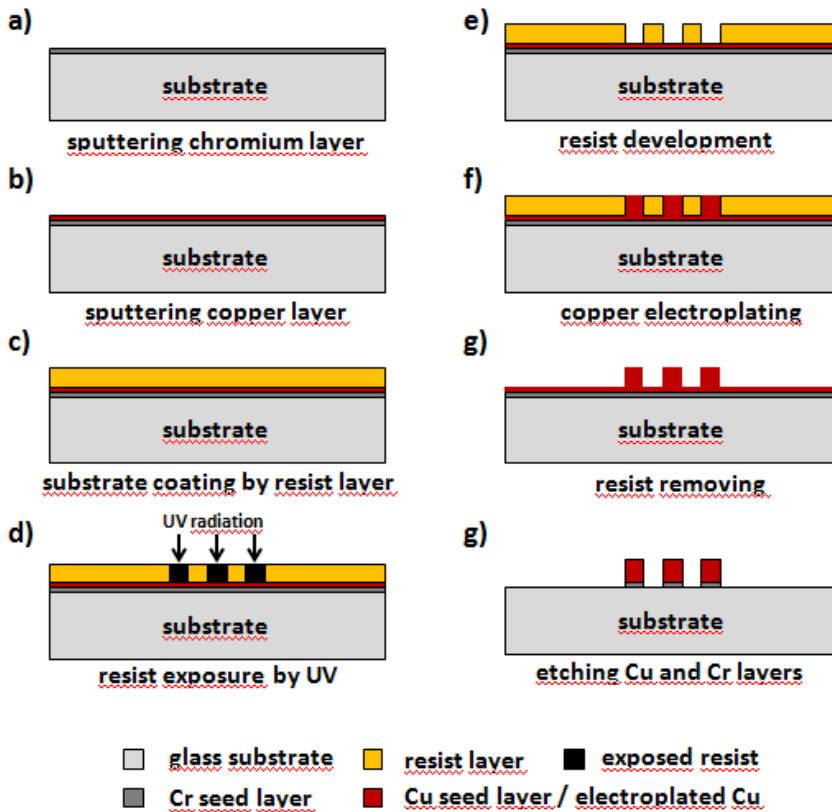 a)
substrate
sputtering chromium layer
b)
substrate
sputtering copper layer
c)
substrate
substrate coating by resist layer
d)
UV radiation
substrate
resist exposure by UV
e)
substrate
resist development
f)
substrate
copper electroplating
g)
substrate
resist removing
g)
substrate
etching Cu and Cr layers
glass substrate
resist layer
exposed resist
Cr seed layer
Cu seed layer / electroplated Cu